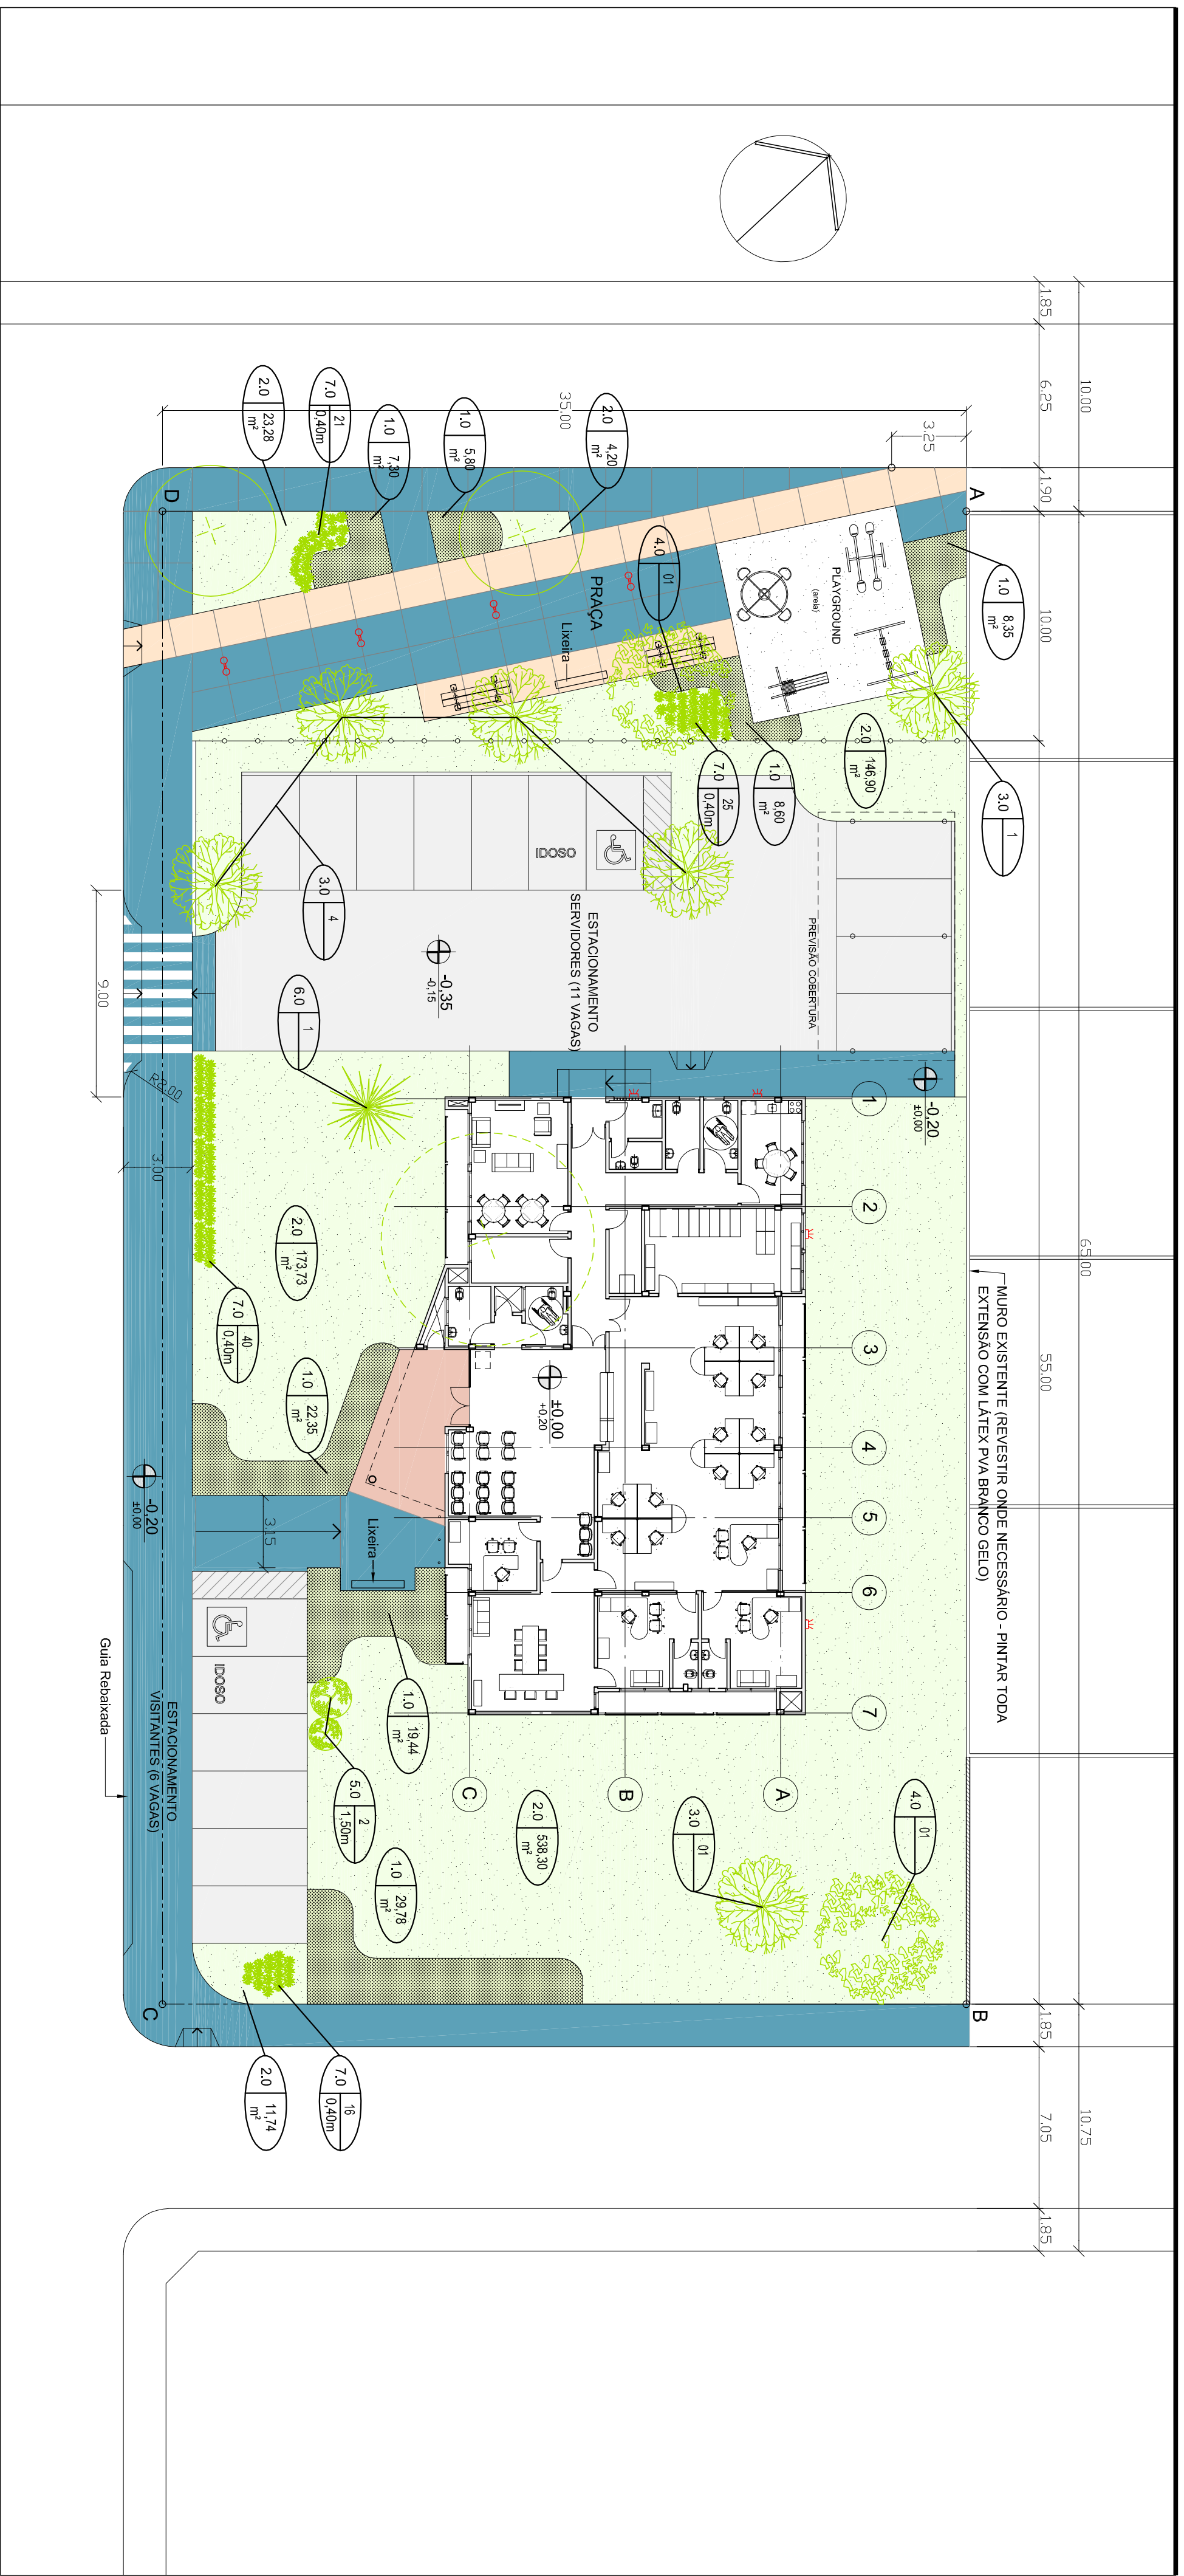 1.85
6.25
10.00
1.90
10.00
65.00
55.00
1.85
10.75
7.05
1.85
35.00
3.25
A
B
C
D
2.0
23,28
m²
7.0
21
0,40m
1.0
7,30
m²
1.0
5,80
m²
2.0
4,20
m²
4.0
01
1.0
8,35
m²
3.0
1
2.0
146,90
m²
1.0
8,60
m²
7.0
25
0,40m
3.0
4
6.0
1
PLAYGROUND
(areia)
PRAÇA
Lixeira
IDOSO
ESTACIONAMENTO
SERVIDORES (11 VAGAS)
PREVISÃO COBERTURA
-0,35
-0,15
-0,20
±0,00
9.00
R2.00
3.00
MURO EXISTENTE (REVESTIR ONDE NECESSÁRIO - PINTAR TODA
EXTENSÃO COM LÁTEX PVA BRANCO GELO)
1
2
3
4
5
6
7
A
B
C
±0,00
+0,20
2.0
173,73
m²
7.0
40
0,40m
1.0
22,35
m²
-0,20
±0,00
3.15
Lixeira
IDOSO
Guia Rebaixada
ESTACIONAMENTO
VISITANTES (6 VAGAS)
1.0
19,44
m²
5.0
2
1,50m
1.0
29,78
m²
2.0
538,30
m²
3.0
01
4.0
01
7.0
16
0,40m
2.0
11,74
m²